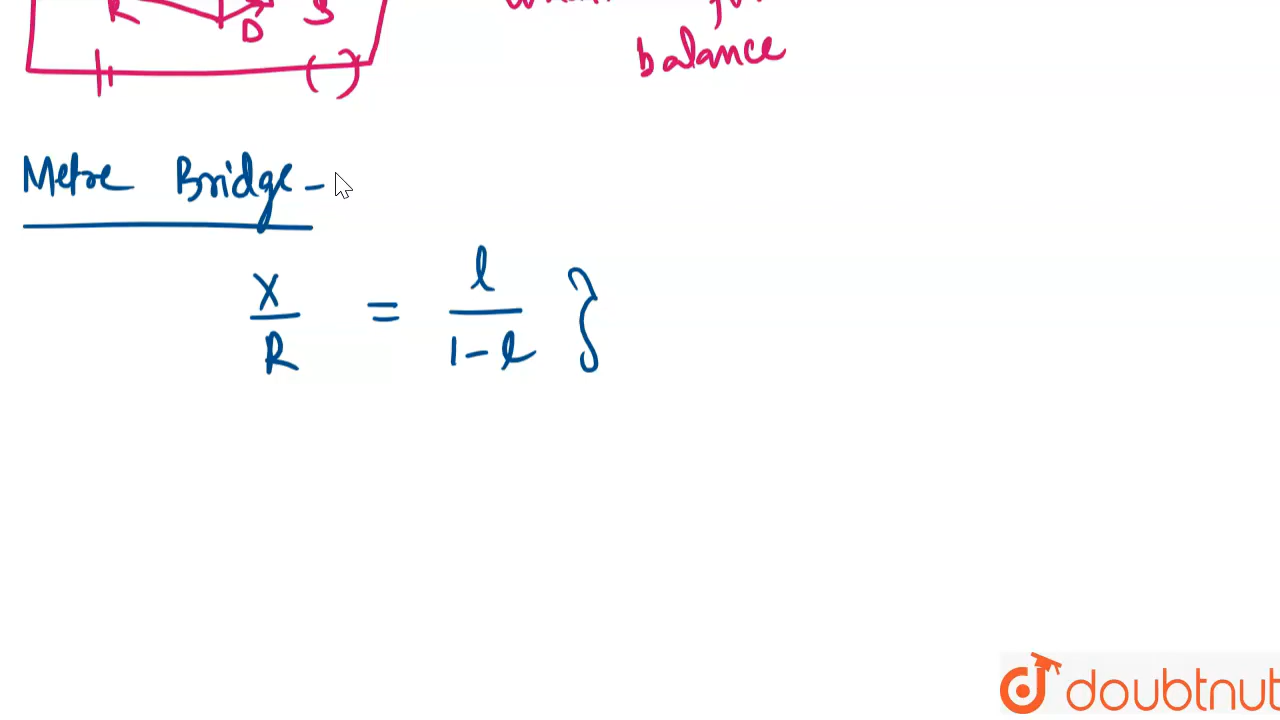 R D S
balance
Metre Bridge -
X/R = l/1-l }
doubtnut